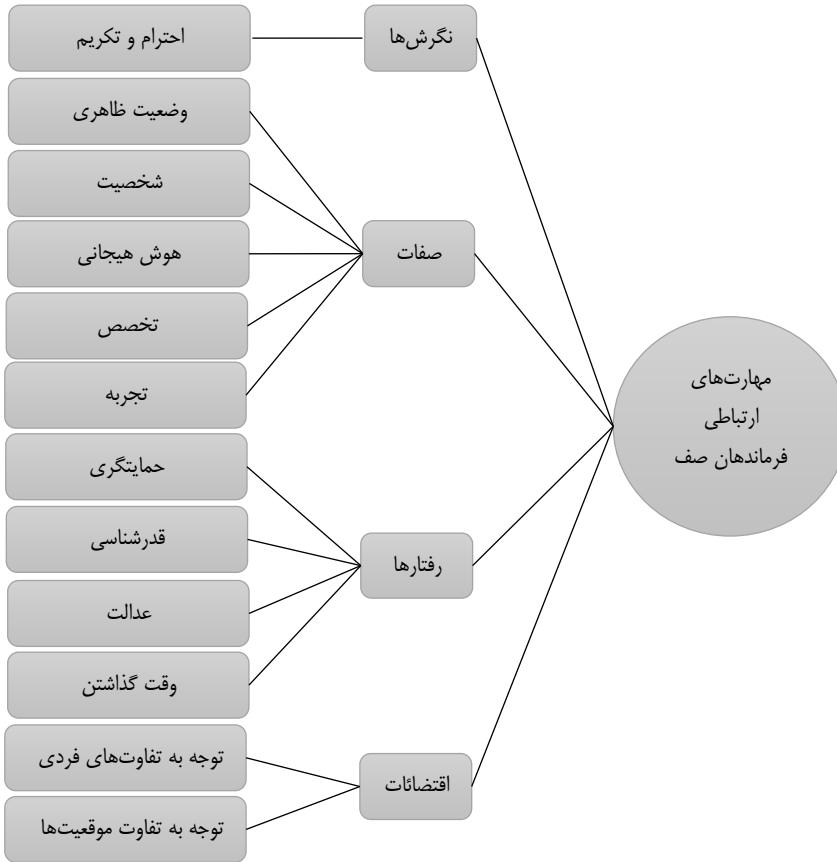 مهارت‌های
ارتباطی
فرماندهان صف
نگرش‌ها
احترام و تکریم
صفات
وضعیت ظاهری
شخصیت
هوش هیجانی
تخصص
تجربه
رفتارها
حمایتگری
قدرشناسی
عدالت
وقت گذاشتن
اقتضائات
توجه به تفاوت‌های فردی
توجه به تفاوت موقعیت‌ها